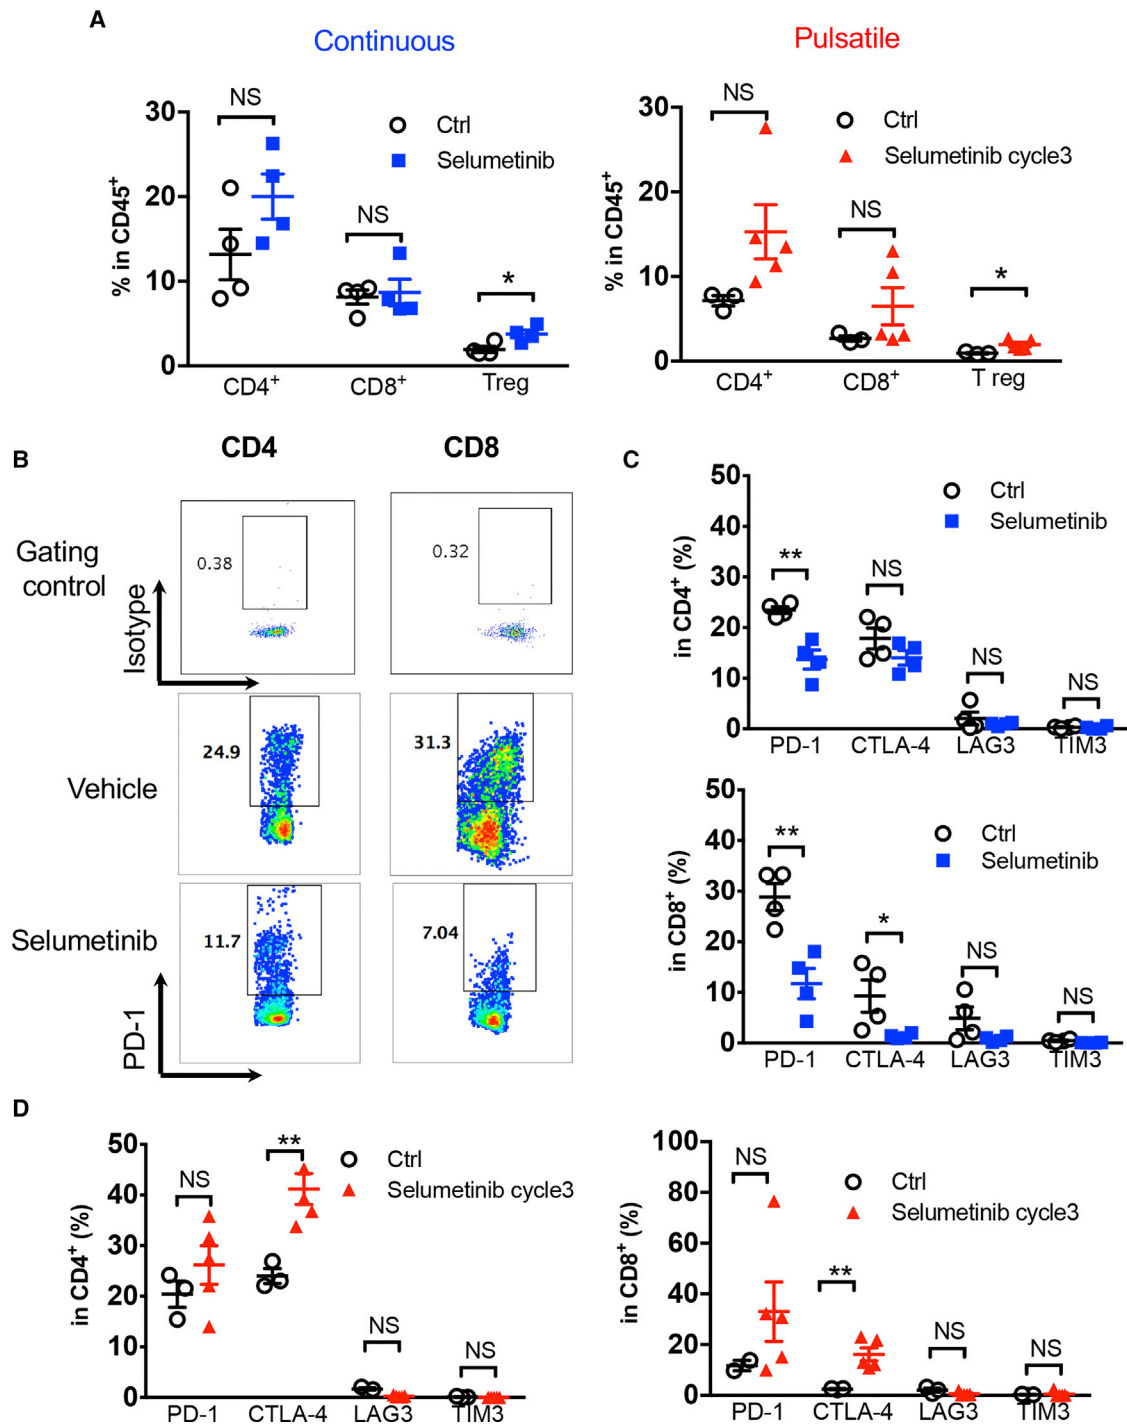 A
Continuous
Pulsatile
30
20
10
0
% in CD45⁺
NS
NS
*
Ctrl
Selumetinib
CD4⁺
CD8⁺
Treg
30
20
10
0
% in CD45⁺
NS
NS
*
Ctrl
Selumetinib cycle3
CD4⁺
CD8⁺
T reg
B
CD4
CD8
Gating
control
Isotype
0.38
0.32
Vehicle
24.9
31.3
Selumetinib
11.7
7.04
PD-1
C
50
40
30
20
10
0
in CD4⁺ (%)
**
NS
NS
NS
Ctrl
Selumetinib
PD-1
CTLA-4
LAG3
TIM3
50
40
30
20
10
0
in CD8⁺ (%)
**
*
NS
NS
Ctrl
Selumetinib
PD-1
CTLA-4
LAG3
TIM3
D
50
40
30
20
10
0
in CD4⁺ (%)
NS
**
NS
NS
Ctrl
Selumetinib cycle3
PD-1
CTLA-4
LAG3
TIM3
100
80
60
40
20
0
in CD8⁺ (%)
NS
**
NS
NS
Ctrl
Selumetinib cycle3
PD-1
CTLA-4
LAG3
TIM3